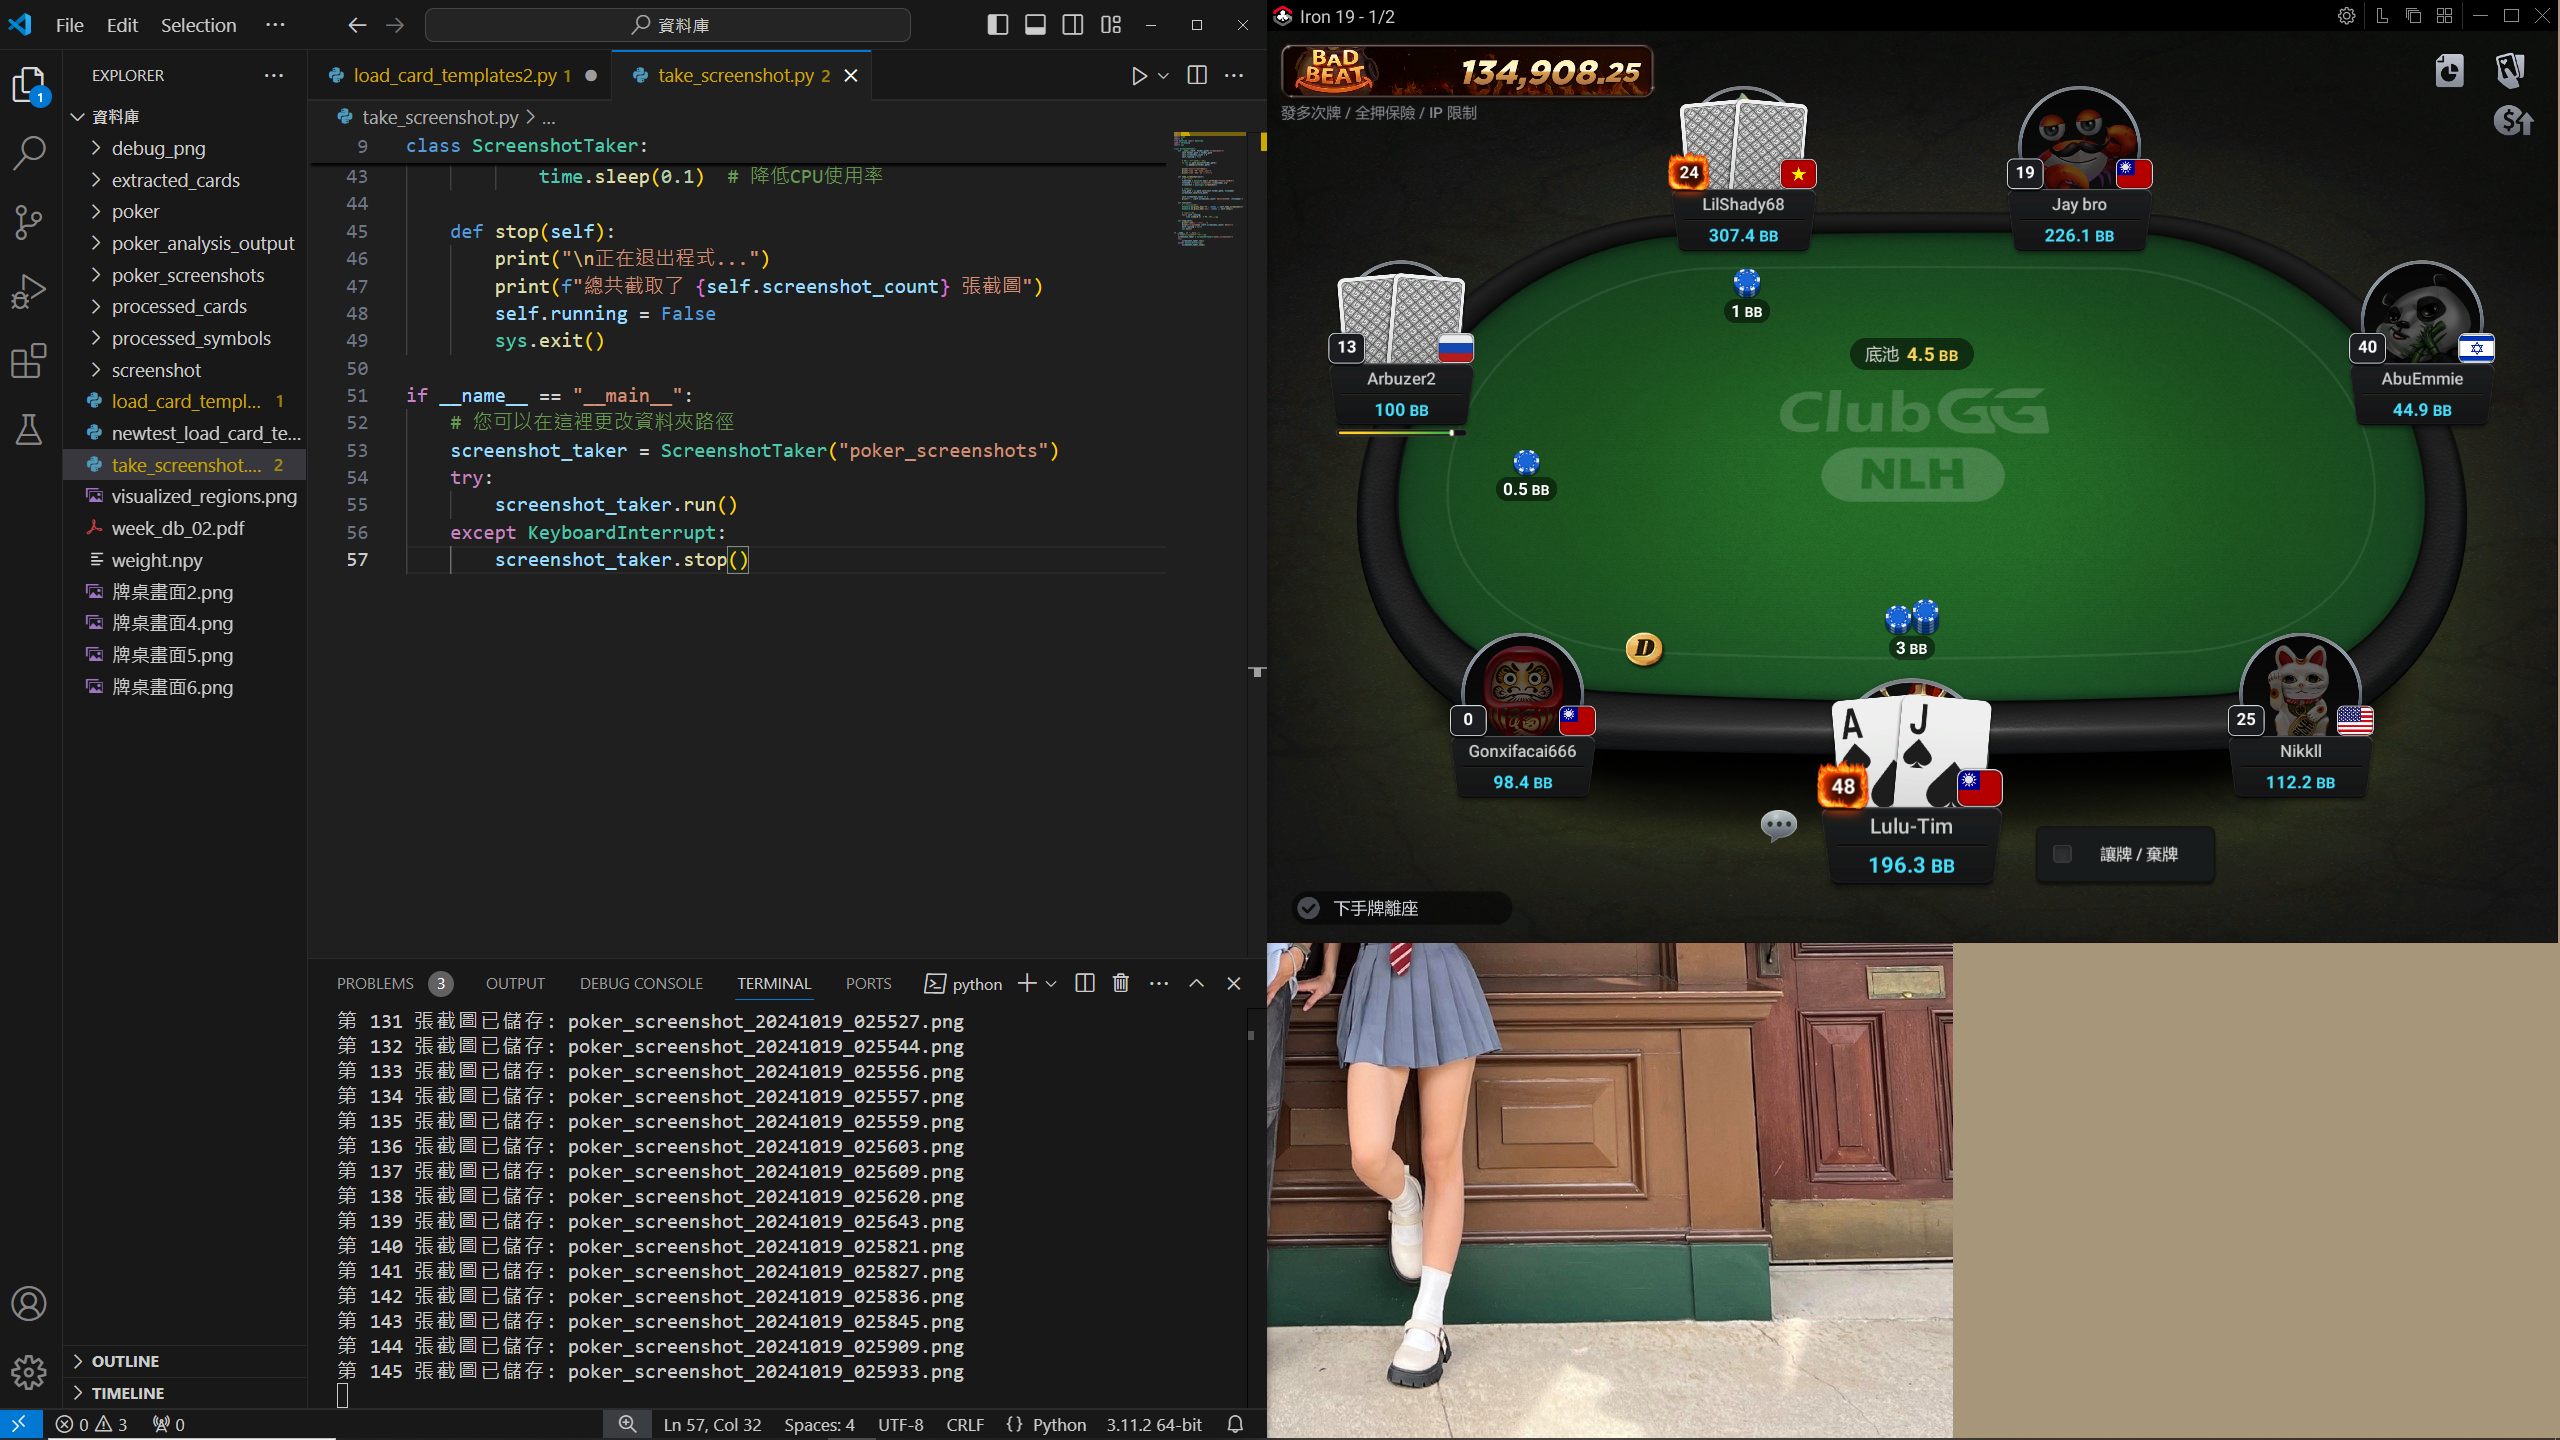 File Edit Selection ···
資料庫
EXPLORER ···
1
資料庫
debug_png
extracted_cards
poker
poker_analysis_output
poker_screenshots
processed_cards
processed_symbols
screenshot
load_card_templ... 1
newtest_load_card_te...
take_screenshot.... 2
visualized_regions.png
week_db_02.pdf
weight.npy
牌桌畫面2.png
牌桌畫面4.png
牌桌畫面5.png
牌桌畫面6.png
OUTLINE
TIMELINE
load_card_templates2.py 1
take_screenshot.py 2
take_screenshot.py > ...
9 class ScreenshotTaker:
43 time.sleep(0.1) # 降低CPU使用率
44
45 def stop(self):
46 print("\n正在退出程式...")
47 print(f"總共截取了 {self.screenshot_count} 張截圖")
48 self.running = False
49 sys.exit()
50
51 if __name__ == "__main__":
52 # 您可以在這裡更改資料夾路徑
53 screenshot_taker = ScreenshotTaker("poker_screenshots")
54 try:
55 screenshot_taker.run()
56 except KeyboardInterrupt:
57 screenshot_taker.stop()
PROBLEMS 3 OUTPUT DEBUG CONSOLE TERMINAL PORTS python
第 131 張截圖已儲存: poker_screenshot_20241019_025527.png
第 132 張截圖已儲存: poker_screenshot_20241019_025544.png
第 133 張截圖已儲存: poker_screenshot_20241019_025556.png
第 134 張截圖已儲存: poker_screenshot_20241019_025557.png
第 135 張截圖已儲存: poker_screenshot_20241019_025559.png
第 136 張截圖已儲存: poker_screenshot_20241019_025603.png
第 137 張截圖已儲存: poker_screenshot_20241019_025609.png
第 138 張截圖已儲存: poker_screenshot_20241019_025620.png
第 139 張截圖已儲存: poker_screenshot_20241019_025643.png
第 140 張截圖已儲存: poker_screenshot_20241019_025821.png
第 141 張截圖已儲存: poker_screenshot_20241019_025827.png
第 142 張截圖已儲存: poker_screenshot_20241019_025836.png
第 143 張截圖已儲存: poker_screenshot_20241019_025845.png
第 144 張截圖已儲存: poker_screenshot_20241019_025909.png
第 145 張截圖已儲存: poker_screenshot_20241019_025933.png
0 3 0
Ln 57, Col 32 Spaces: 4 UTF-8 CRLF {} Python 3.11.2 64-bit
Iron 19 - 1/2
BAD BEAT 134,908.25
發多次牌 / 全押保險 / IP 限制
24
LilShady68
307.4 BB
19
Jay bro
226.1 BB
1 BB
13
Arbuzer2
100 BB
40
AbuEmmie
44.9 BB
底池 4.5 BB
ClubGG
NLH
0.5 BB
D
3 BB
0
Gonxifacai666
98.4 BB
A J
48
Lulu-Tim
196.3 BB
25
Nikkll
112.2 BB
讓牌 / 棄牌
下手牌離座